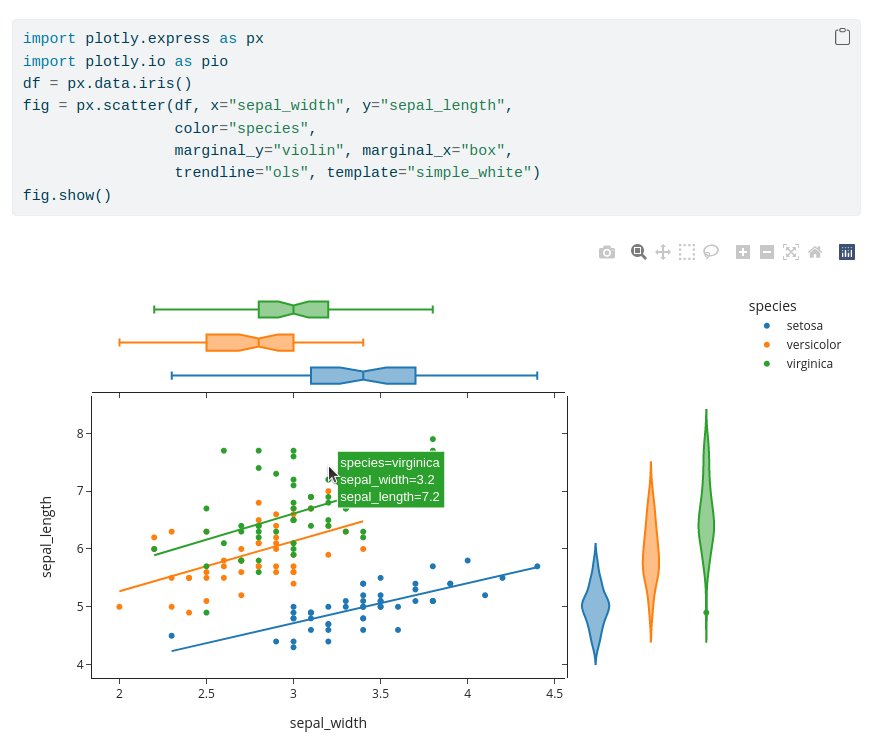 import plotly.express as px
import plotly.io as pio
df = px.data.iris()
fig = px.scatter(df, x="sepal_width", y="sepal_length",
                 color="species",
                 marginal_y="violin", marginal_x="box",
                 trendline="ols", template="simple_white")
fig.show()
species
setosa
versicolor
virginica
8
7
6
5
4
sepal_length
species=virginica
sepal_width=3.2
sepal_length=7.2
2
2.5
3
3.5
4
4.5
sepal_width